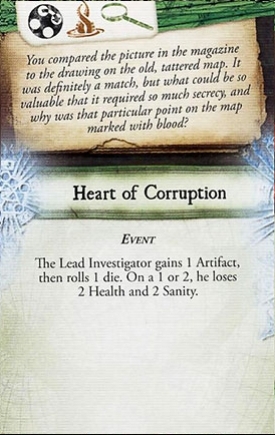 You compared the picture in the magazine
to the drawing on the old, tattered map. It
was definitely a match, but what could be so
valuable that it required so much secrecy, and
why was that particular point on the map
marked with blood?
Heart of Corruption
EVENT
The Lead Investigator gains 1 Artifact,
then rolls 1 die. On a 1 or 2, he loses
2 Health and 2 Sanity.